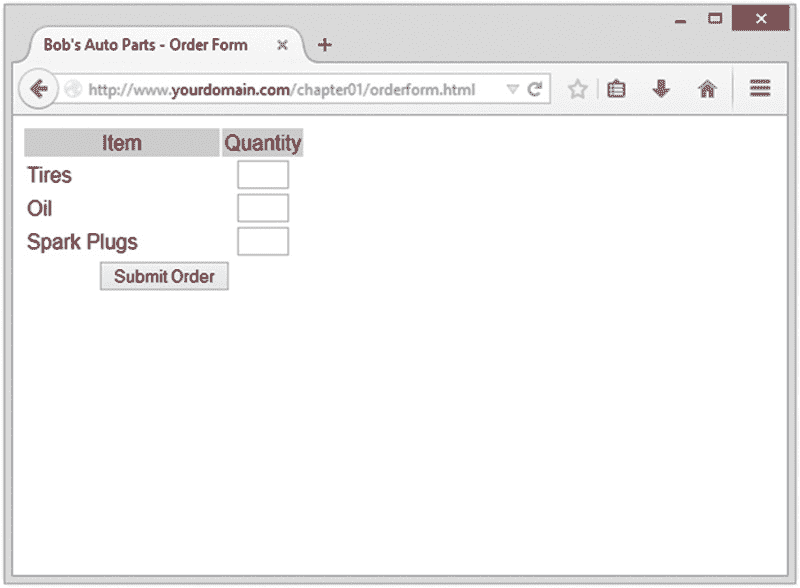 Bob's Auto Parts - Order Form
http://www.yourdomain.com/chapter01/orderform.html
Item Quantity
Tires
Oil
Spark Plugs
Submit Order